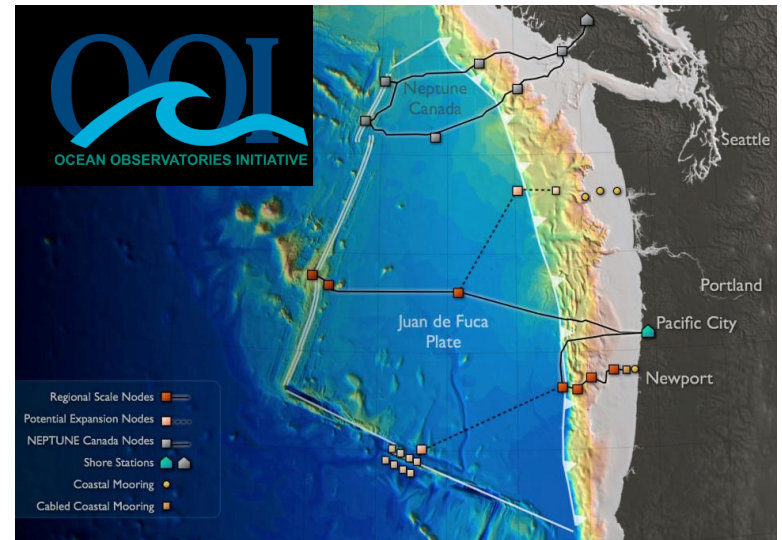 OOI
OCEAN OBSERVATORIES INITIATIVE
Neptune
Canada
Seattle
Portland
Juan de Fuca
Plate
Pacific City
Newport
Regional Scale Nodes
Potential Expansion Nodes
NEPTUNE Canada Nodes
Shore Stations
Coastal Mooring
Cabled Coastal Mooring